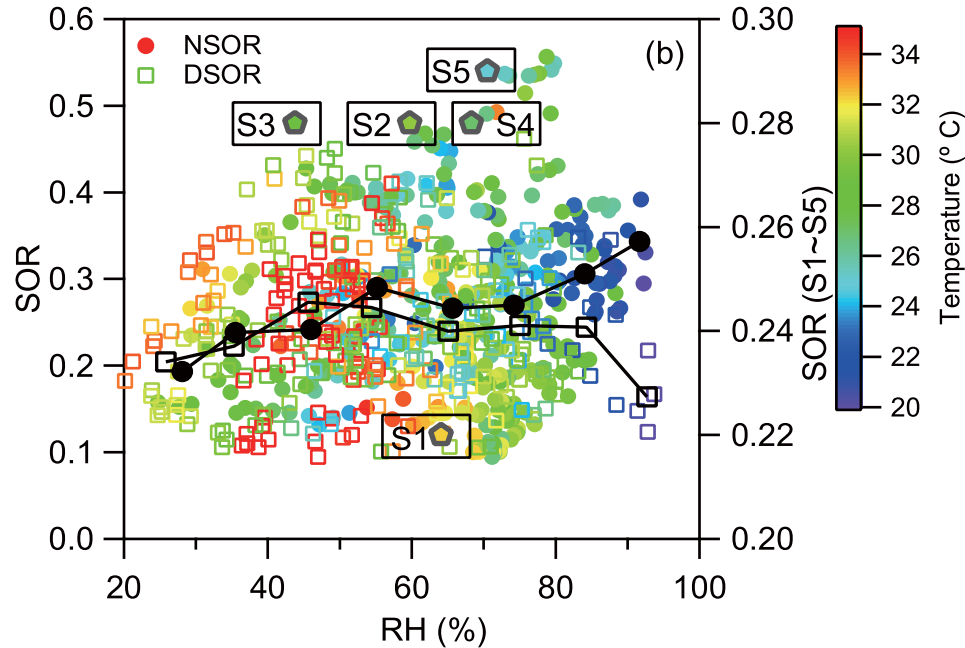 (b)
NSOR
DSOR
S5
S3
S2
S4
S1
0.6
0.5
0.4
0.3
0.2
0.1
0.0
SOR
20
40
60
80
100
RH (%)
0.30
0.28
0.26
0.24
0.22
0.20
SOR (S1~S5)
34
32
30
28
26
24
22
20
Temperature (º C)